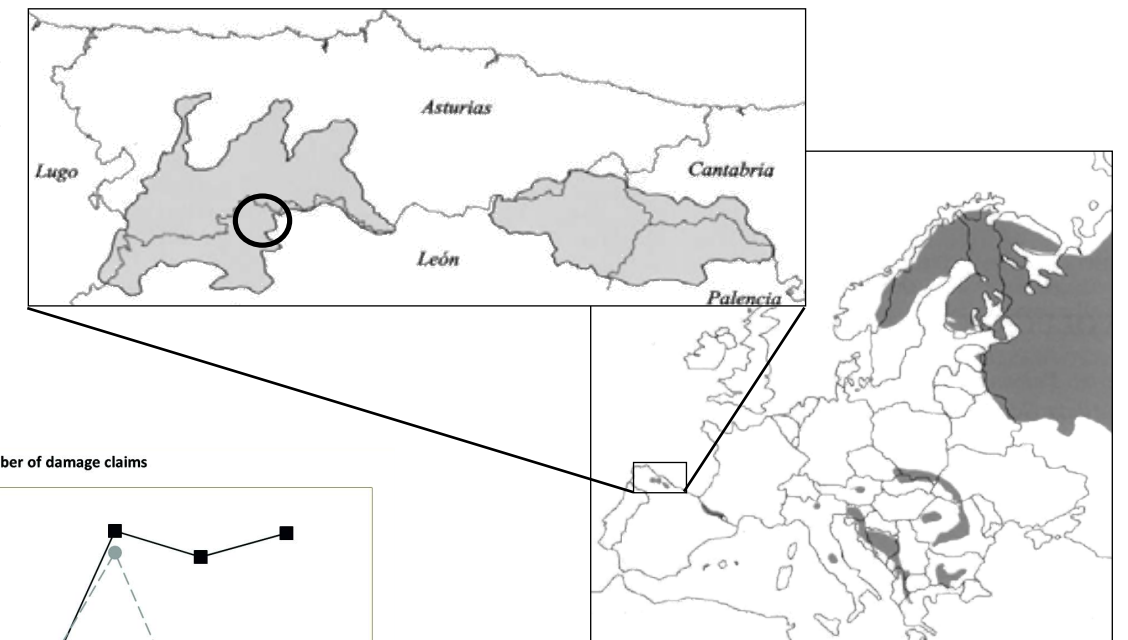 Asturias
Lugo
Cantabria
León
Palencia
ber of damage claims